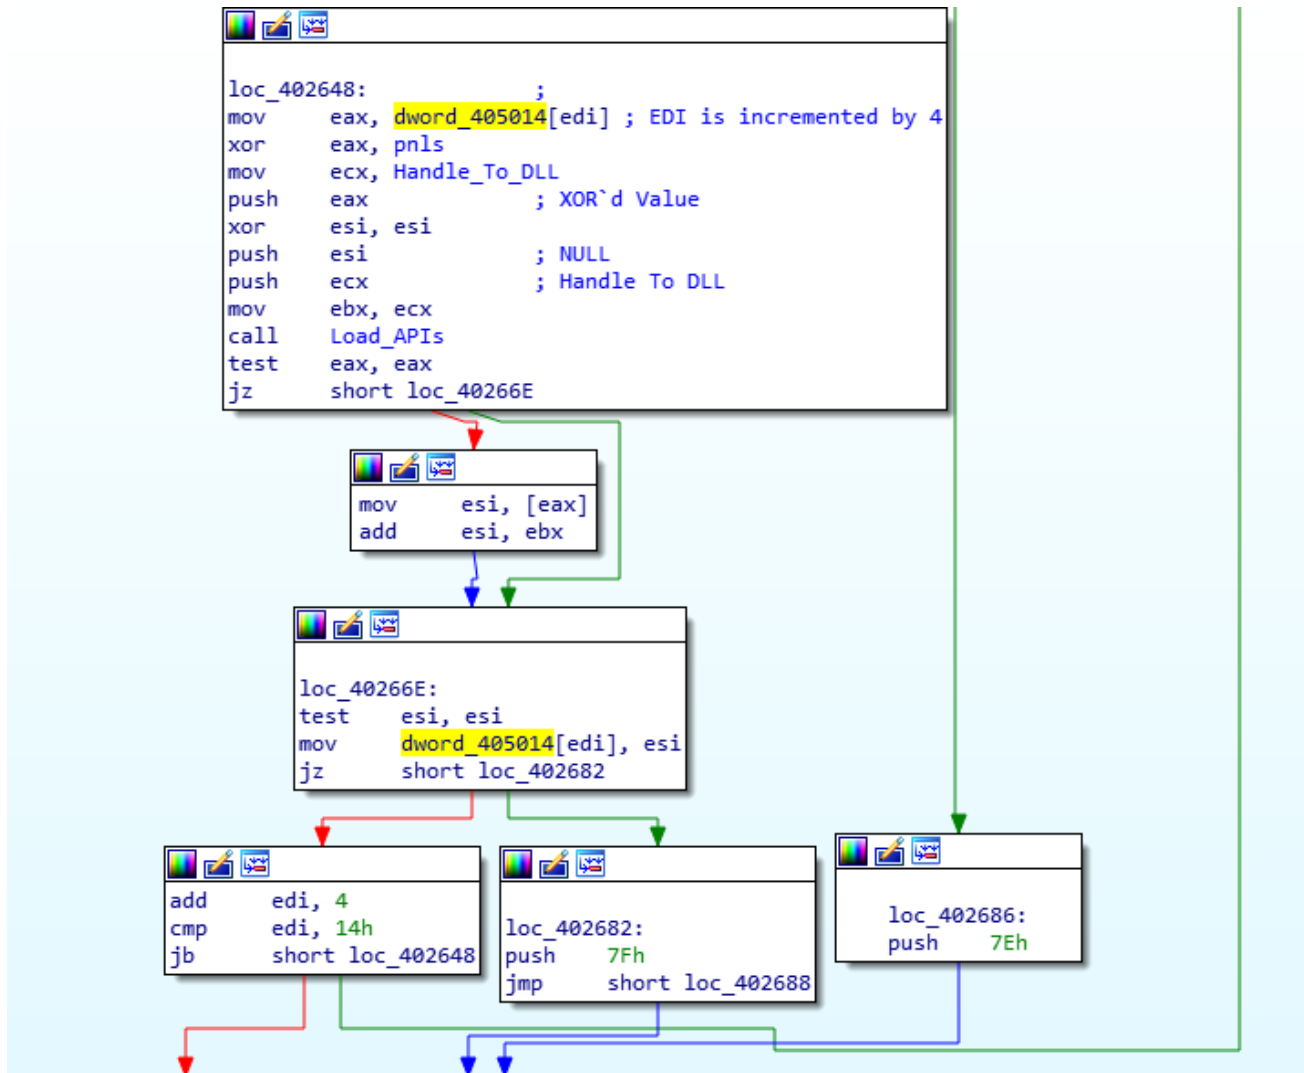 loc_402648: ;
mov eax, dword_405014[edi] ; EDI is incremented by 4
xor eax, pnls
mov ecx, Handle_To_DLL
push eax ; XOR`d Value
xor esi, esi
push esi ; NULL
push ecx ; Handle To DLL
mov ebx, ecx
call Load_APIs
test eax, eax
jz short loc_40266E
mov esi, [eax]
add esi, ebx
loc_40266E:
test esi, esi
mov dword_405014[edi], esi
jz short loc_402682
add edi, 4
cmp edi, 14h
jb short loc_402648
loc_402682:
push 7Fh
jmp short loc_402688
loc_402686:
push 7Eh